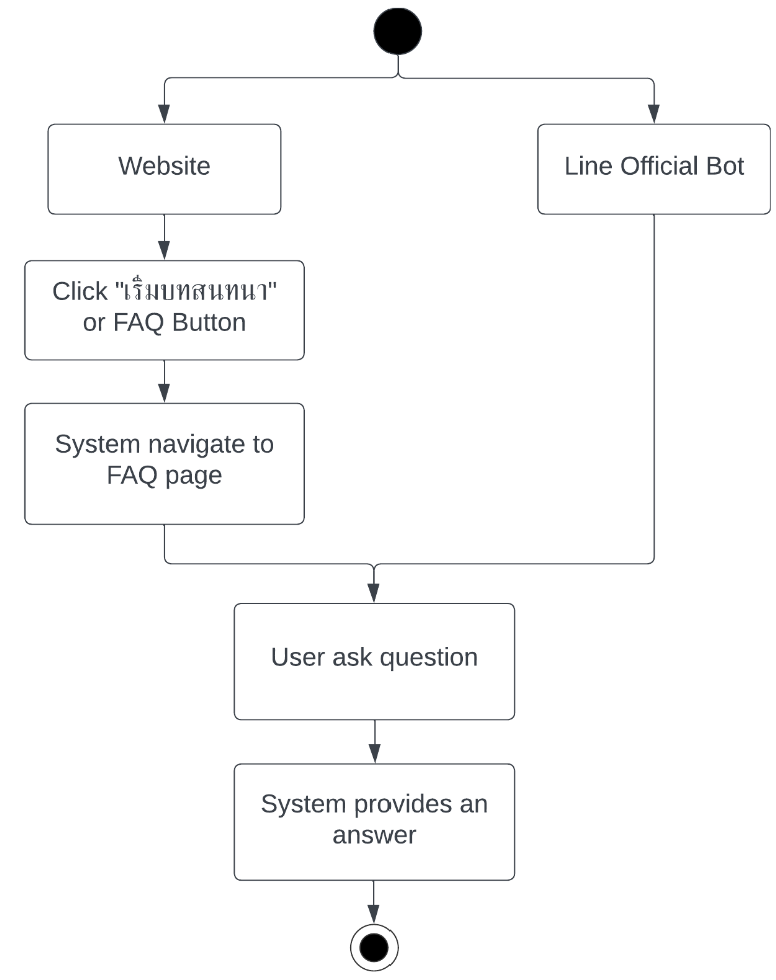 Website
Line Official Bot
Click "เริ่มบทสนทนา"
or FAQ Button
System navigate to
FAQ page
User ask question
System provides an
answer